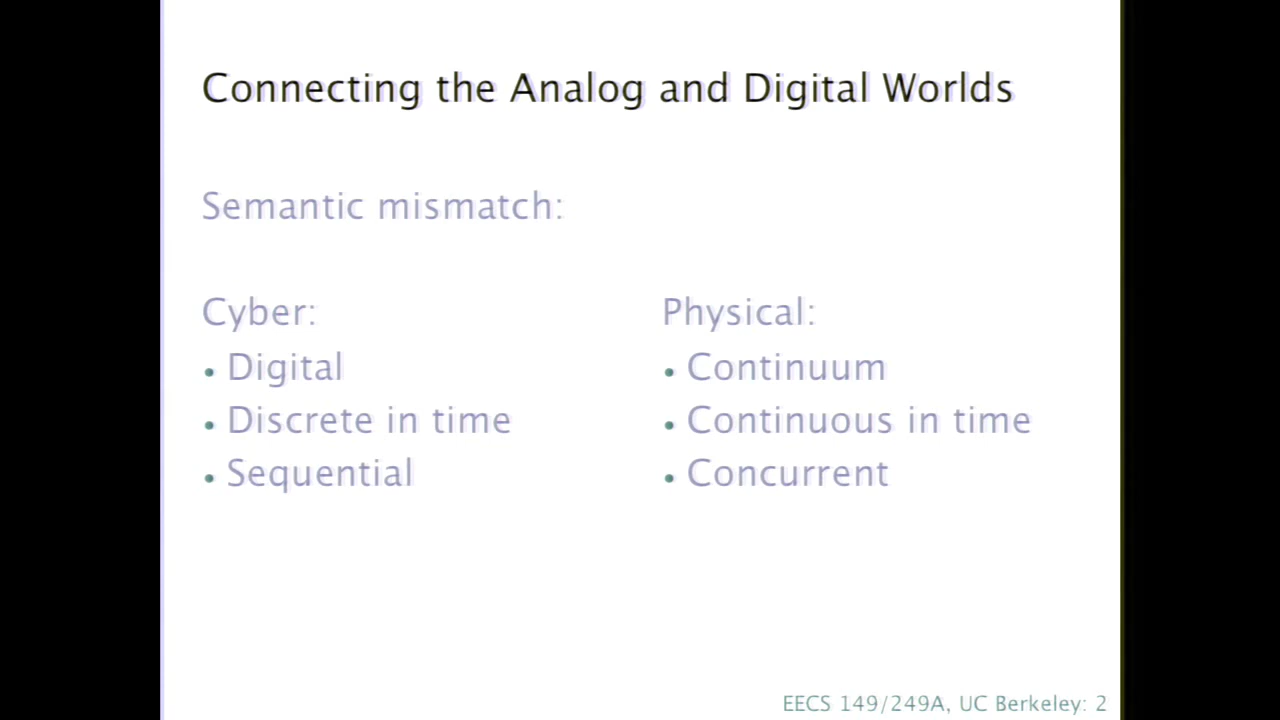 Connecting the Analog and Digital Worlds
Semantic mismatch:
Cyber:
• Digital
• Discrete in time
• Sequential
Physical:
• Continuum
• Continuous in time
• Concurrent
EECS 149/249A, UC Berkeley: 2